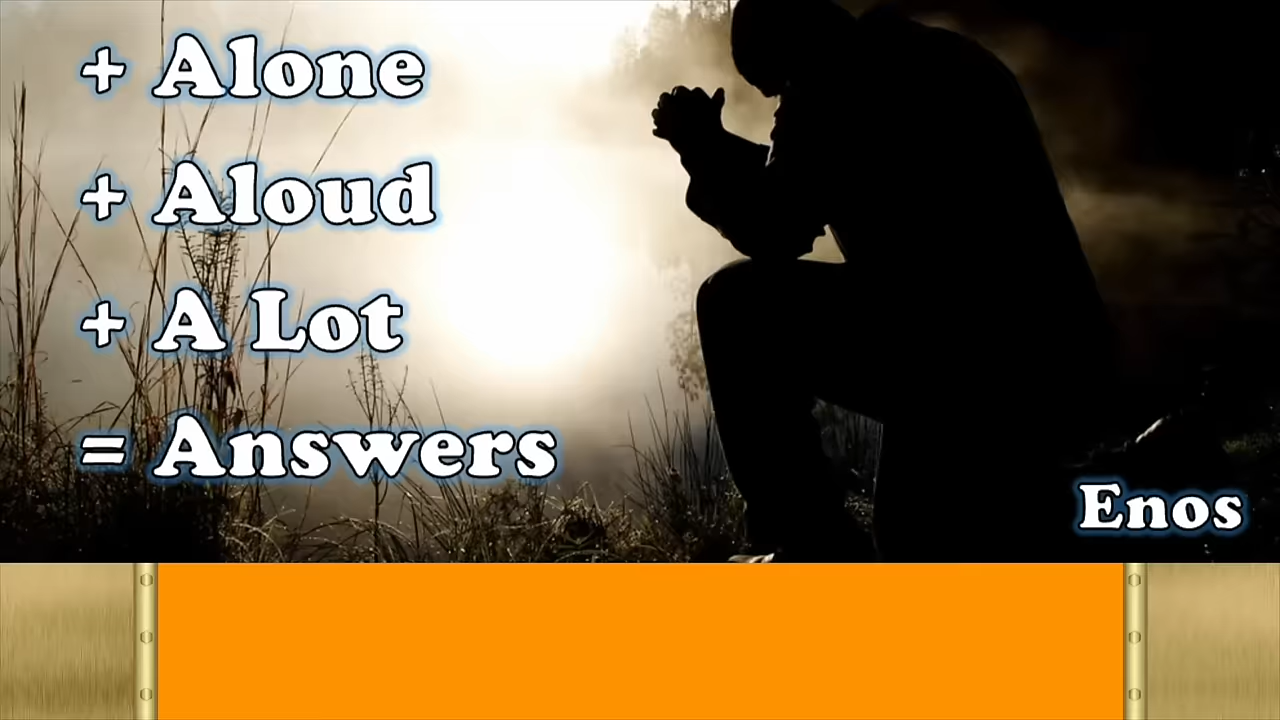 + Alone
+ Aloud
+ A Lot
= Answers
Enos